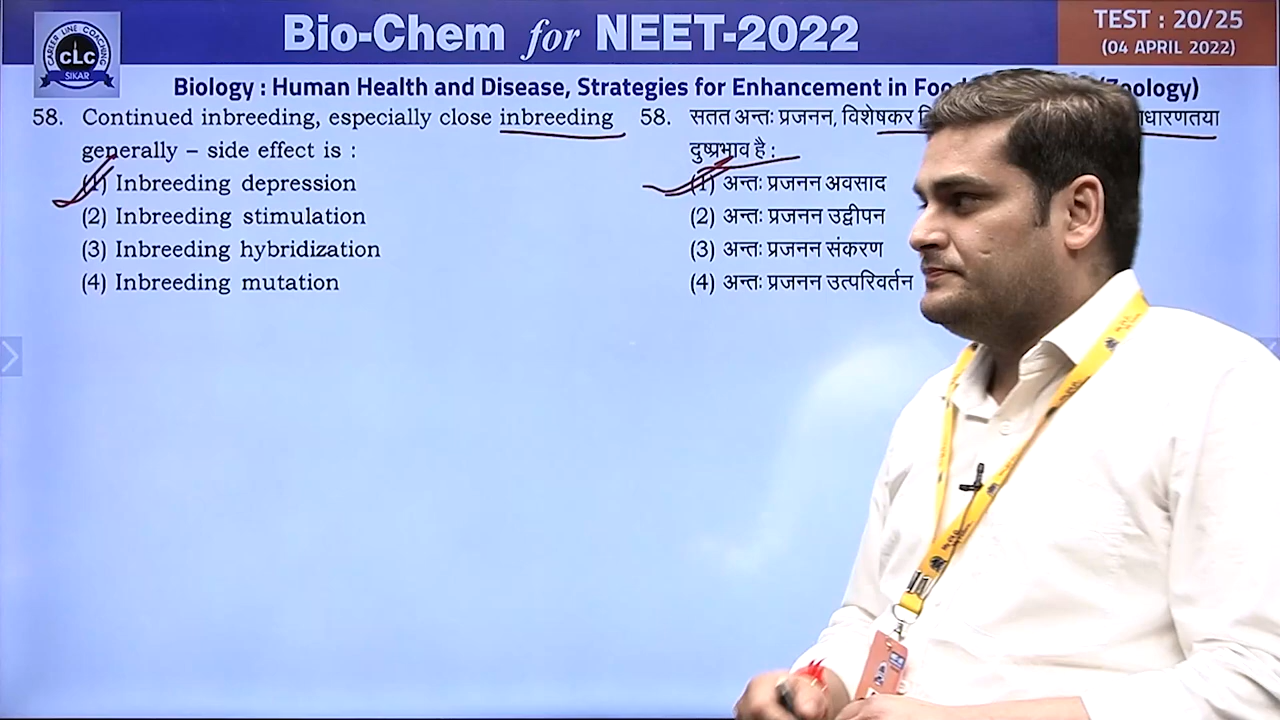 CAREER LINE COACHING
CLC
SIKAR
Bio-Chem for NEET-2022
TEST : 20/25
(04 APRIL 2022)
Biology : Human Health and Disease, Strategies for Enhancement in (Zoology)
58. Continued inbreeding, especially close inbreeding
generally – side effect is :
(1) Inbreeding depression
(2) Inbreeding stimulation
(3) Inbreeding hybridization
(4) Inbreeding mutation
58. सतत अन्तः प्रजनन, विशेषकर
दुष्प्रभाव है :
(1) अन्तः प्रजनन अवसाद
(2) अन्तः प्रजनन उद्दीपन
(3) अन्तः प्रजनन संकरण
(4) अन्तः प्रजनन उत्परिवर्तन